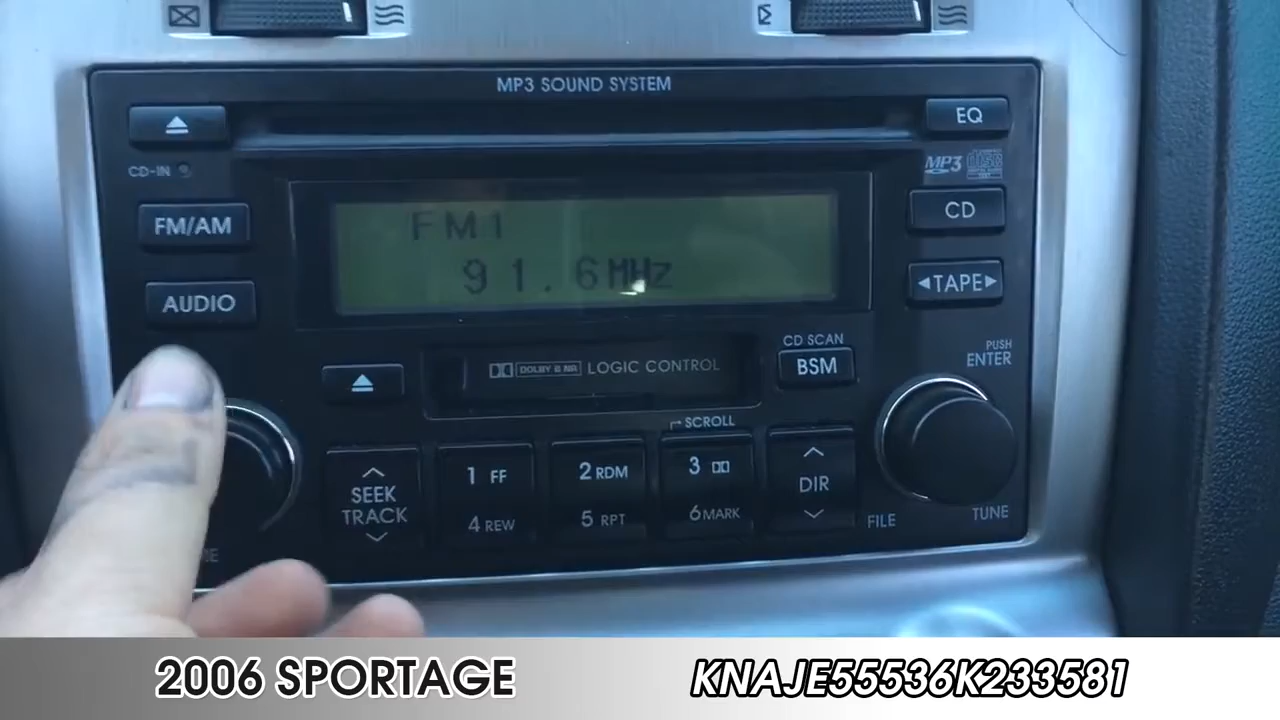 MP3 SOUND SYSTEM
EQ
CD-IN
MP3
FM/AM
CD
FM1
91.6MHz
AUDIO
◀TAPE▶
CD SCAN
BSM
PUSH
ENTER
DOLBY B NR LOGIC CONTROL
SCROLL
SEEK
TRACK
1 FF
2 RDM
3
DIR
4 REW
5 RPT
6 MARK
FILE
TUNE
2006 SPORTAGE
KNAJE55536K233581